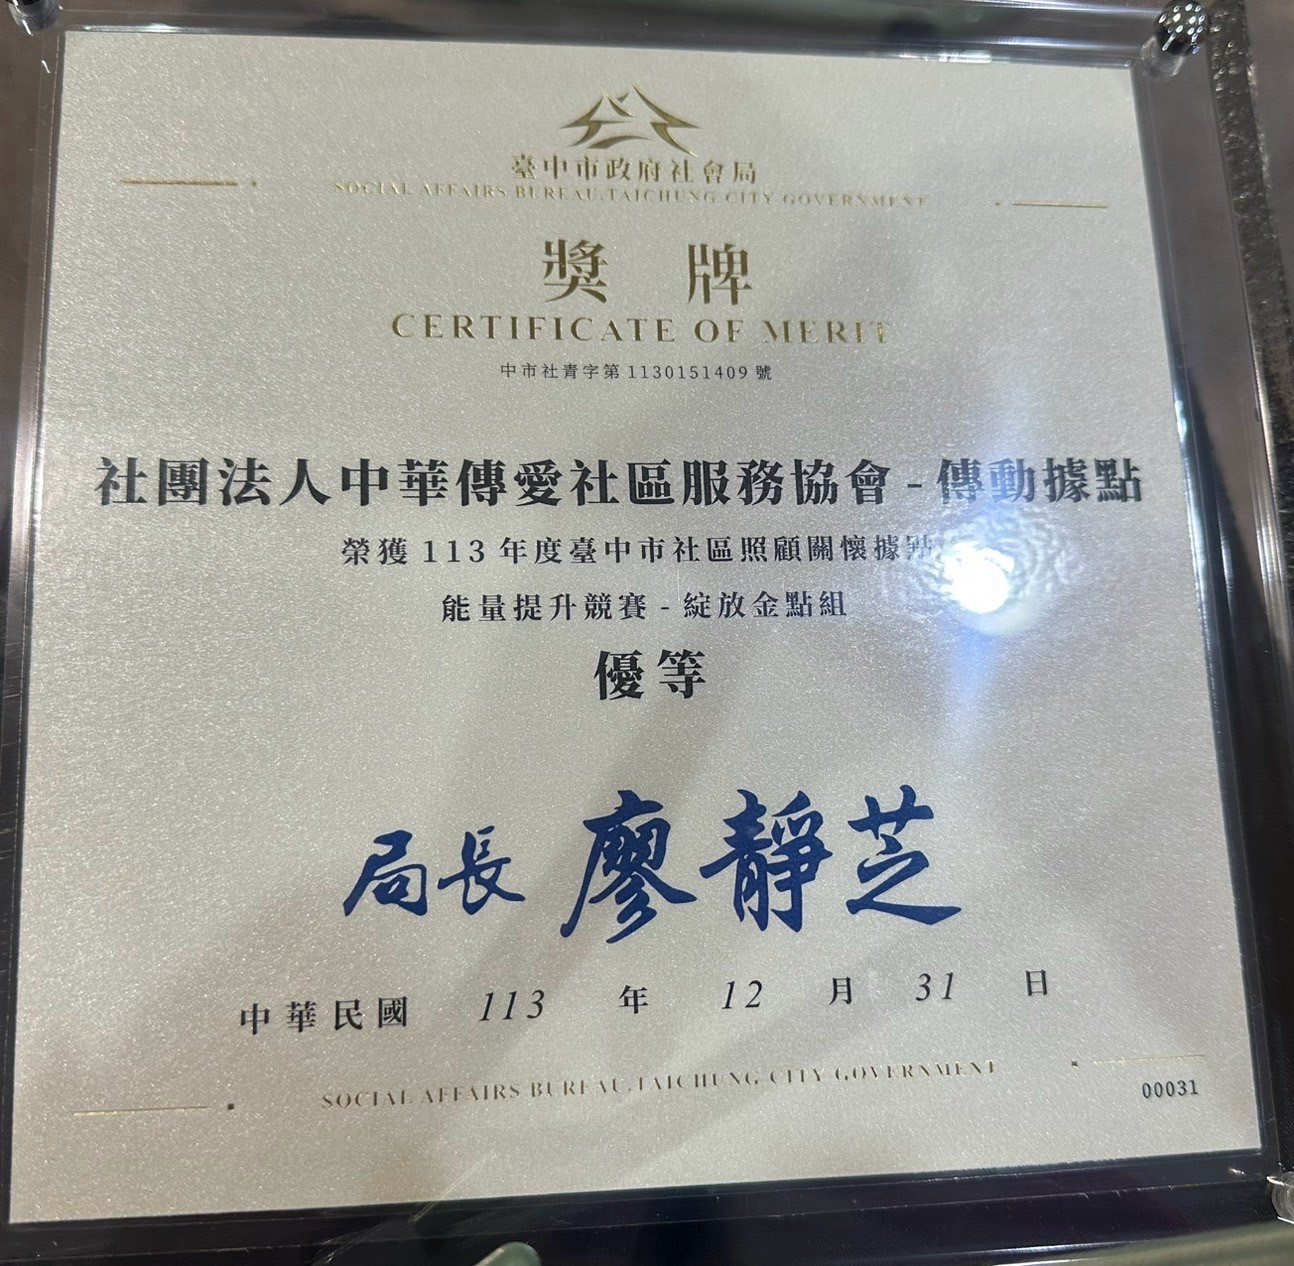 臺中市政府社會局
SOCIAL AFFAIRS BUREAU,TAICHUNG CITY GOVERNMENT
獎牌
CERTIFICATE OF MERIT
中市社青字第1130151409號
社團法人中華傳愛社區服務協會-傳動據點
榮獲113年度臺中市社區照顧關懷據點
能量提升競賽-綻放金點組
優等
局長 廖靜芝
中華民國 113 年 12 月 31 日
SOCIAL AFFAIRS BUREAU,TAICHUNG CITY GOVERNMENT
00031